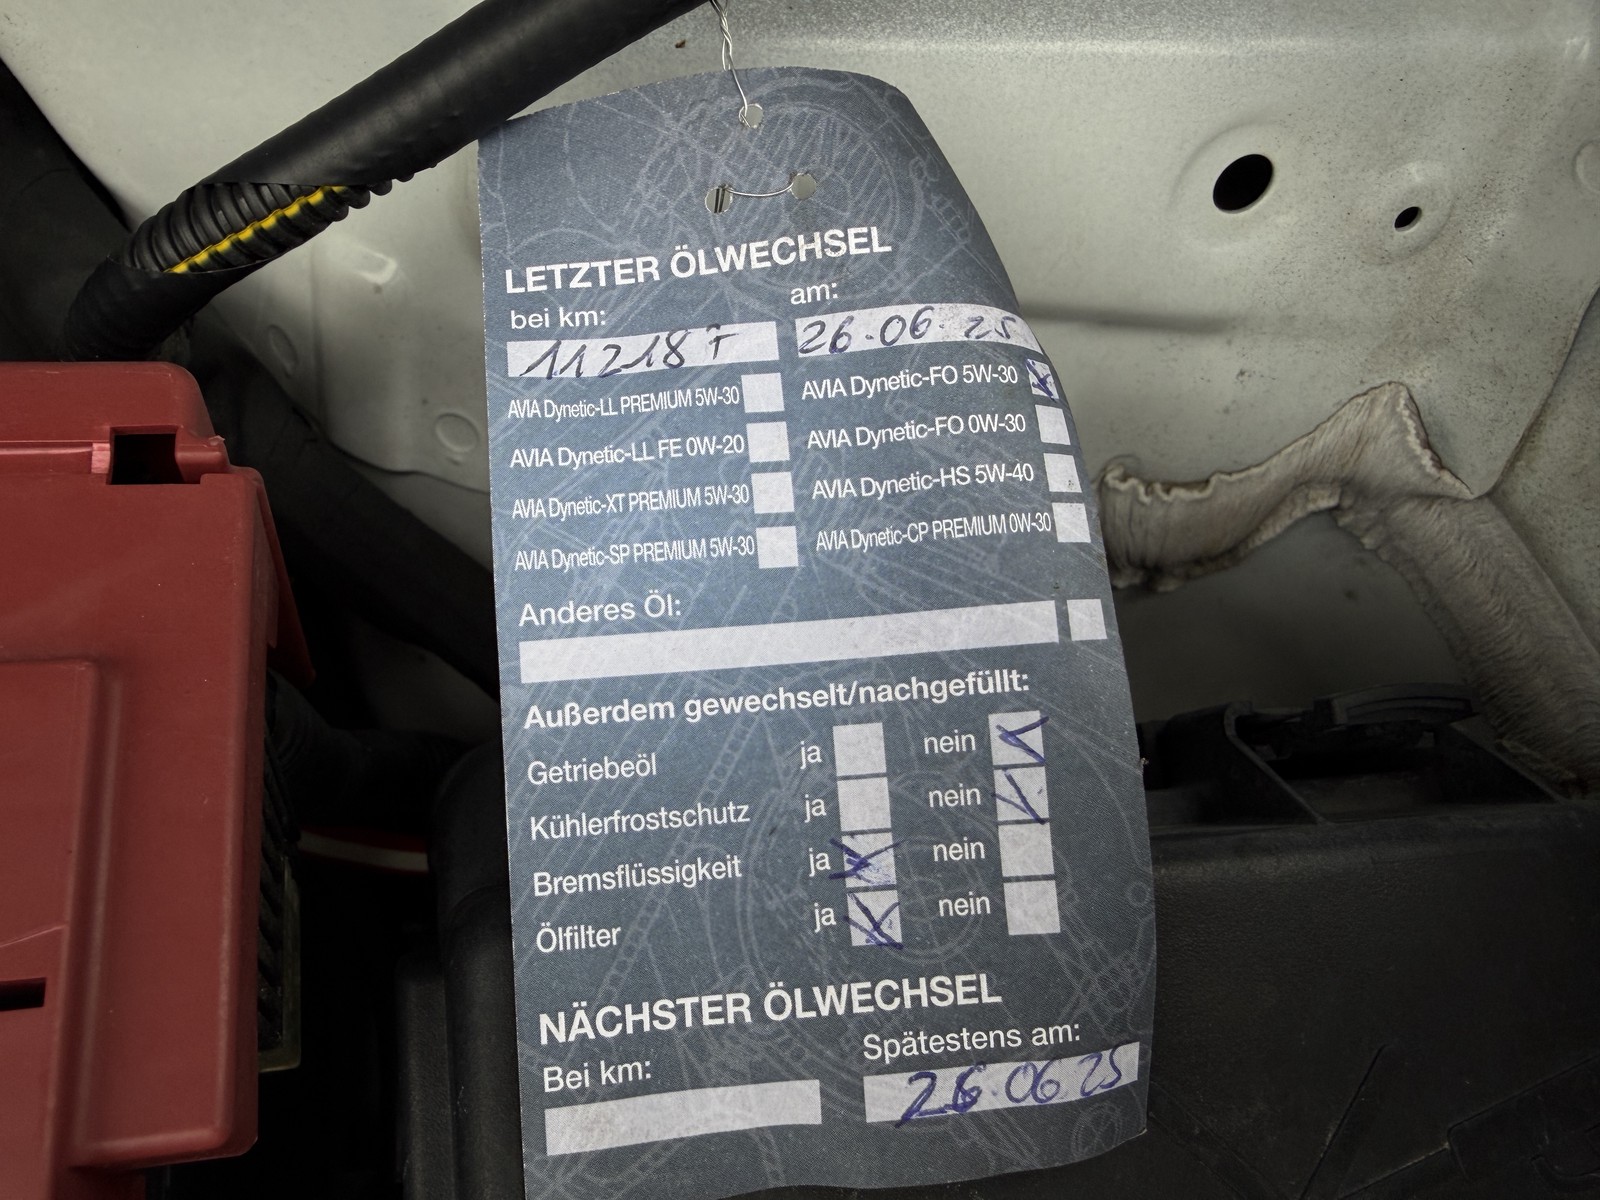 LETZTER ÖLWECHSEL
bei km: am:
112187 26.06.25
AVIA Dynetic-LL PREMIUM 5W-30 AVIA Dynetic-FO 5W-30
AVIA Dynetic-LL FE 0W-20 AVIA Dynetic-FO 0W-30
AVIA Dynetic-XT PREMIUM 5W-30 AVIA Dynetic-HS 5W-40
AVIA Dynetic-SP PREMIUM 5W-30 AVIA Dynetic-CP PREMIUM 0W-30
Anderes Öl:
Außerdem gewechselt/nachgefüllt:
Getriebeöl ja nein
Kühlerfrostschutz ja nein
Bremsflüssigkeit ja nein
Ölfilter ja nein
NÄCHSTER ÖLWECHSEL
Bei km: Spätestens am:
26.06 25